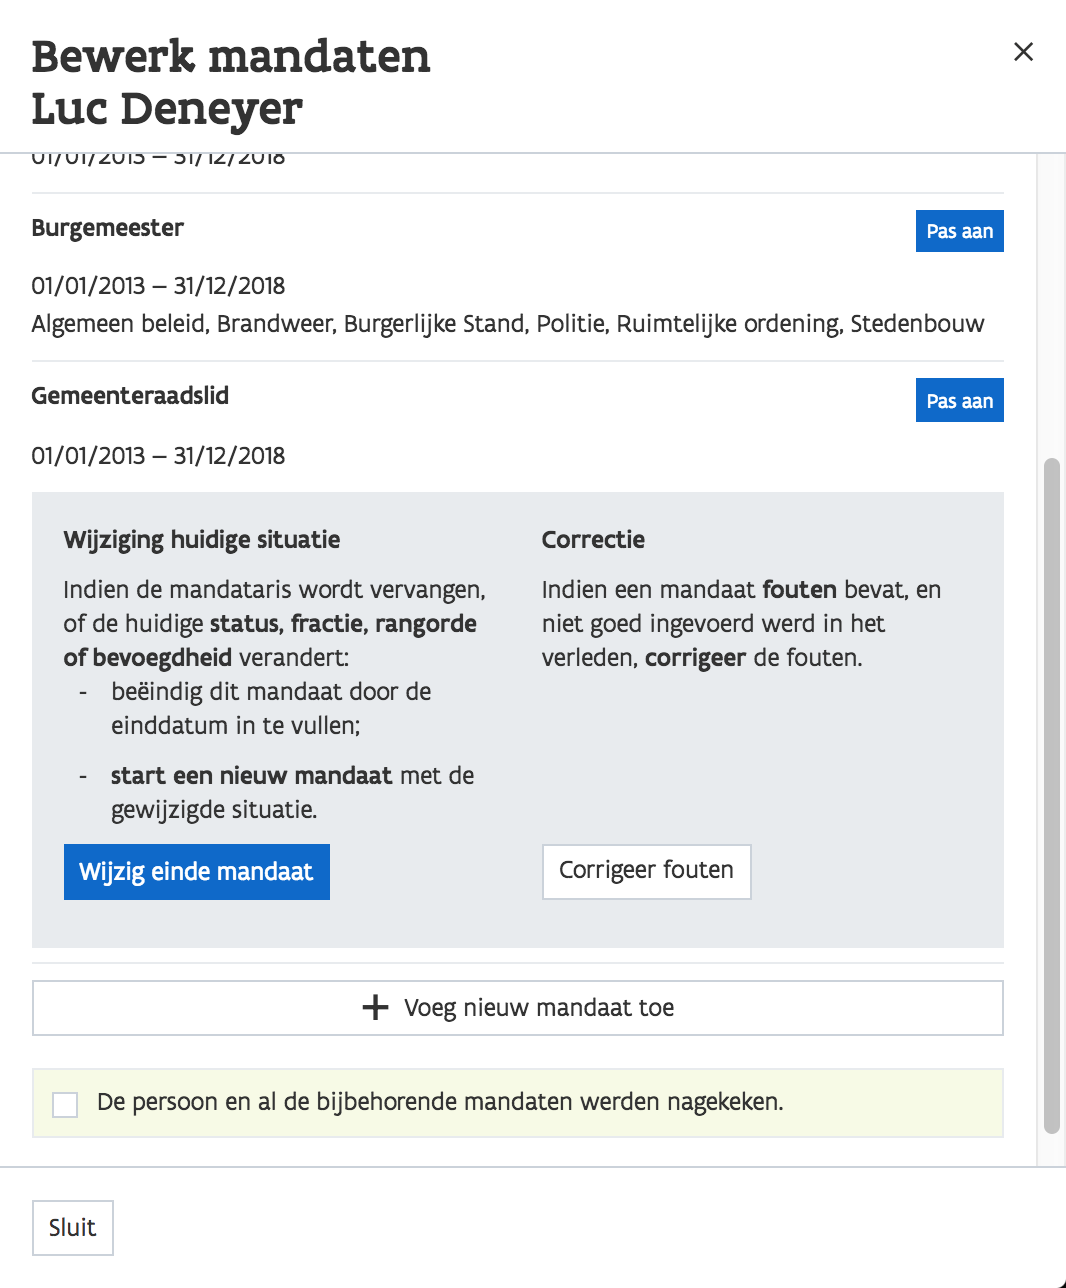 Bewerk mandaten
Luc Deneyer
01/01/2013 – 31/12/2018
Burgemeester
Pas aan
01/01/2013 – 31/12/2018
Algemeen beleid, Brandweer, Burgerlijke Stand, Politie, Ruimtelijke ordening, Stedenbouw
Gemeenteraadslid
Pas aan
01/01/2013 – 31/12/2018
Wijziging huidige situatie
Indien de mandataris wordt vervangen,
of de huidige status, fractie, rangorde
of bevoegdheid verandert:
- beëindig dit mandaat door de
einddatum in te vullen;
- start een nieuw mandaat met de
gewijzigde situatie.
Wijzig einde mandaat
Correctie
Indien een mandaat fouten bevat, en
niet goed ingevoerd werd in het
verleden, corrigeer de fouten.
Corrigeer fouten
+ Voeg nieuw mandaat toe
De persoon en al de bijbehorende mandaten werden nagekeken.
Sluit